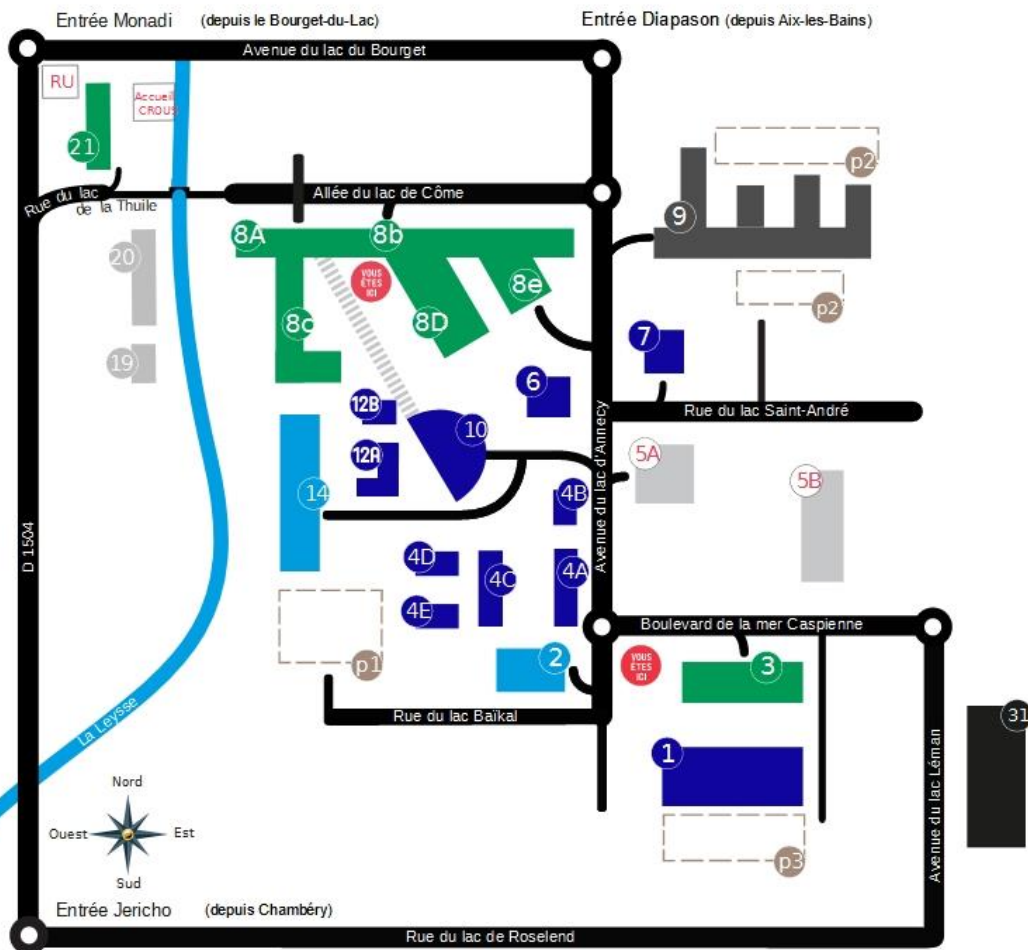 Entrée Monadi (depuis le Bourget-du-Lac)
Entrée Diapason (depuis Aix-les-Bains)
Avenue du lac du Bourget
RU
Accueil
CROUS
21
p2
Rue du lac
de la Thuile
Allée du lac de Côme
9
8A
8b
20
VOUS
ÊTES
ICI
8e
p2
8c
8D
7
19
6
12B
Rue du lac Saint-André
10
12A
5A
Avenue du lac d'Annecy
14
4B
5B
D 1504
4D
4C
4A
4E
Boulevard de la mer Caspienne
p1
2
VOUS
ÊTES
ICI
3
La Leysse
Rue du lac Baïkal
31
1
Avenue du lac Léman
Nord
Ouest
Est
Sud
p3
Entrée Jericho (depuis Chambéry)
Rue du lac de Roselend